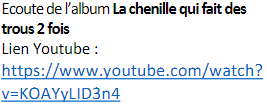 Ecoute de l'album La chenille qui fait des
trous 2 fois
Lien Youtube :
https://www.youtube.com/watch?
v=KOAYyLID3n4